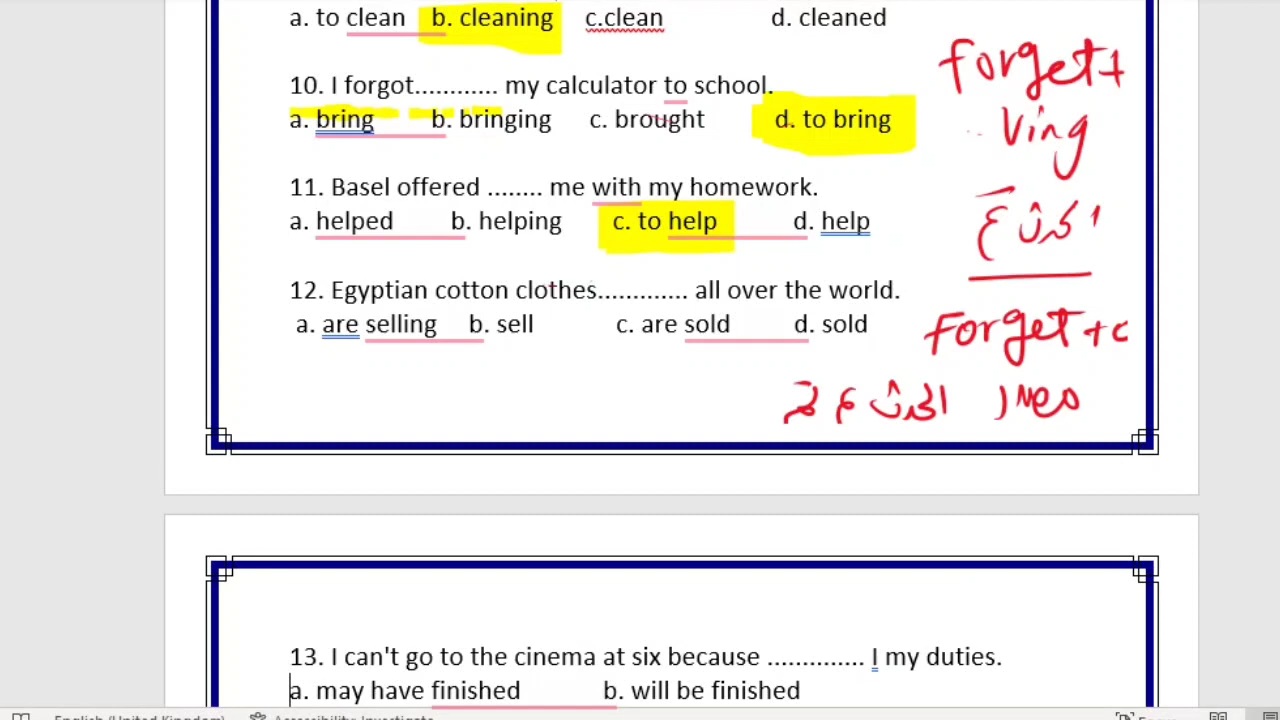 a. to clean b. cleaning c.clean d. cleaned
10. I forgot............ my calculator to school.
a. bring b. bringing c. brought d. to bring
11. Basel offered ........ me with my homework.
a. helped b. helping c. to help d. help
12. Egyptian cotton clothes............. all over the world.
a. are selling b. sell c. are sold d. sold
forget +
Ving
Forget + c
13. I can't go to the cinema at six because .............. I my duties.
a. may have finished b. will be finished
English (United Kingdom) Accessibility: Investigate Focus